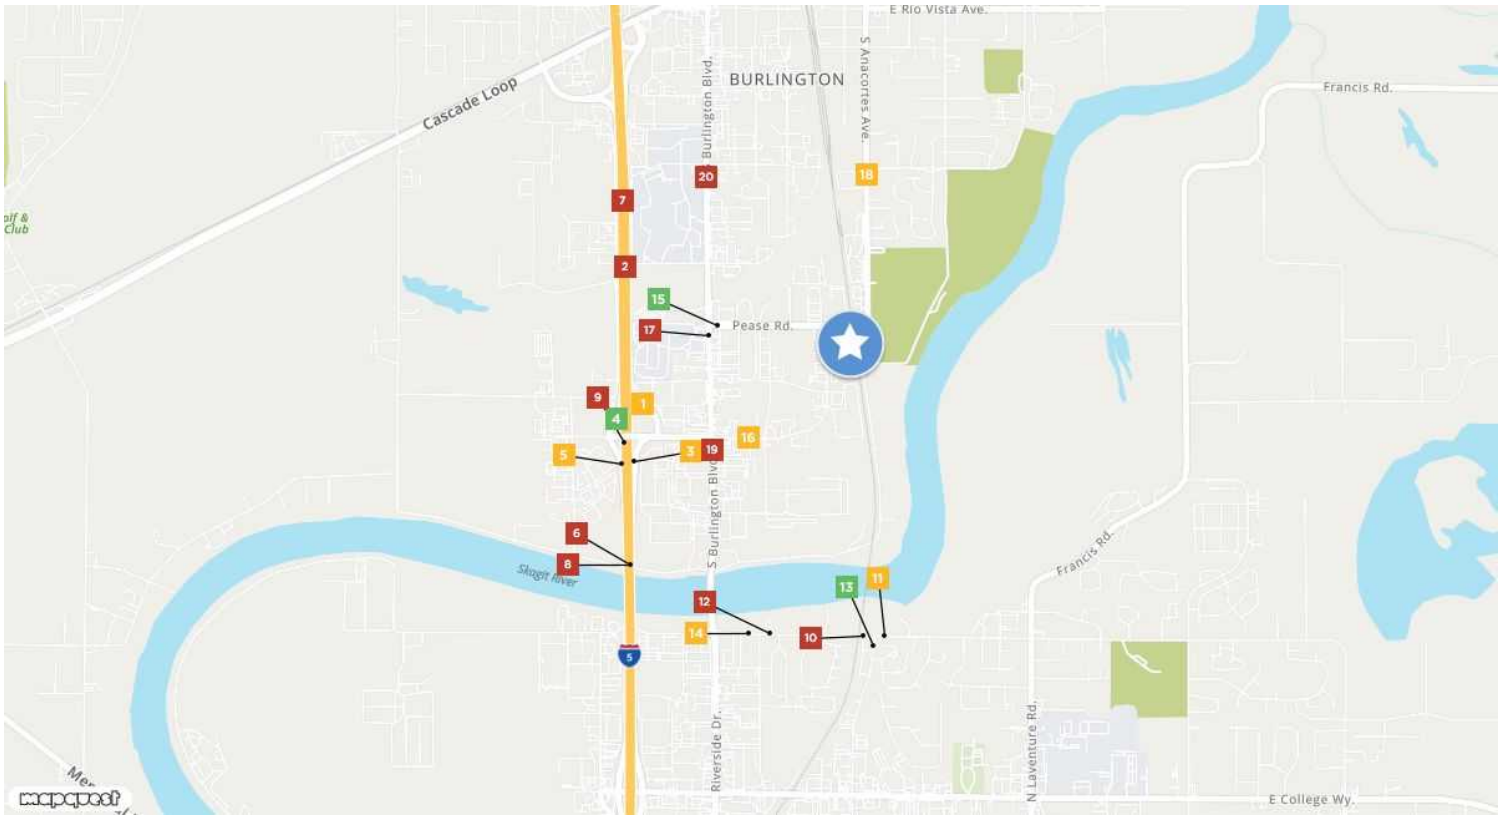 E Rio Vista Ave.
BURLINGTON
S Anacortes Ave.
Burlington Blvd.
Cascade Loop
Francis Rd.
20
18
7
2
15
17
Pease Rd.
9
1
4
5
3
19
16
S Burlington Blvd
6
8
Skagit River
12
14
10
13
11
Francis Rd.
5
Riverside Dr.
N Laventure Rd.
E College Wy.
Club
mapquest